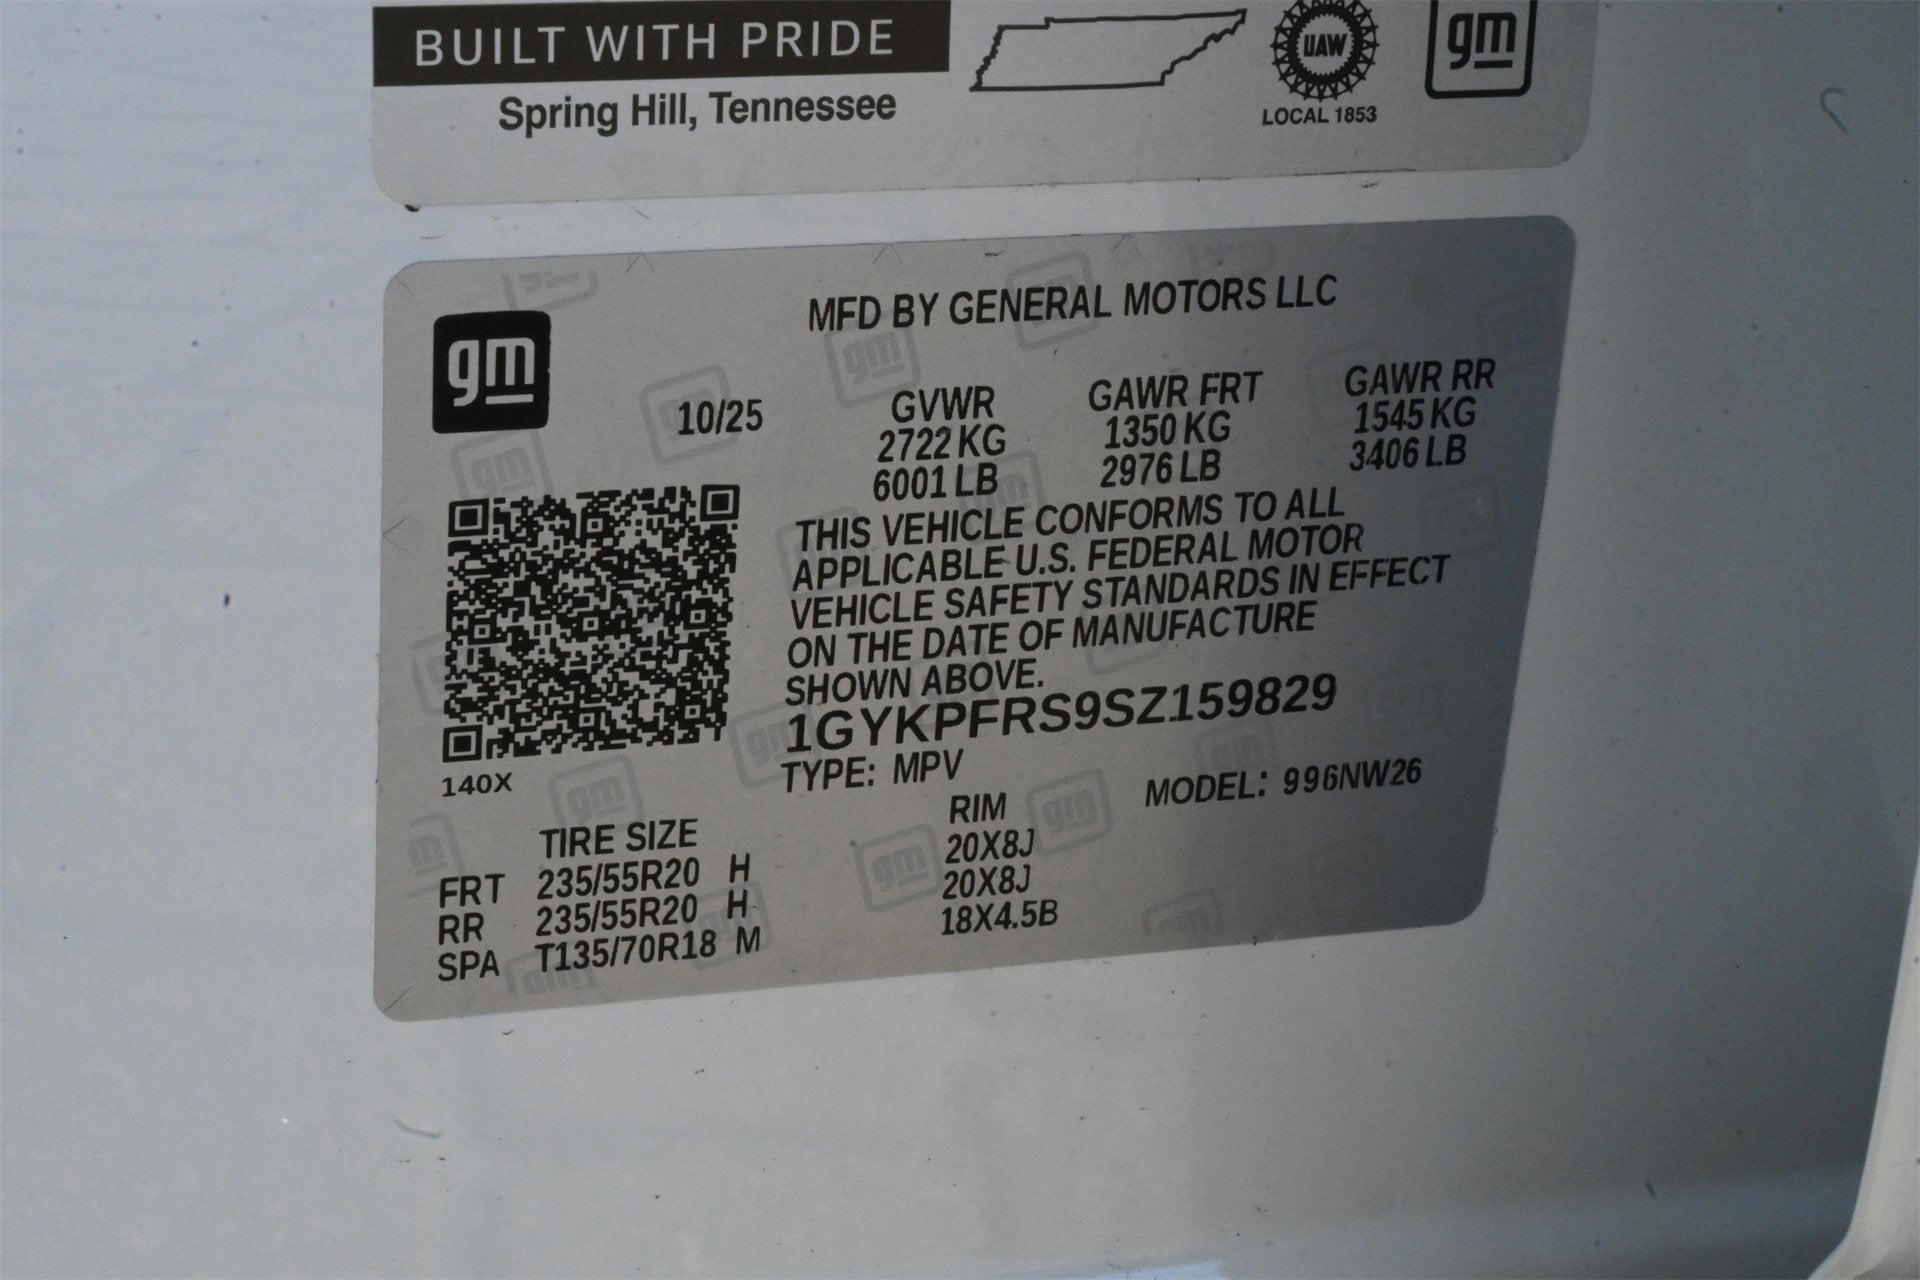 BUILT WITH PRIDE
Spring Hill, Tennessee
UAW
LOCAL 1853
gm
gm
MFD BY GENERAL MOTORS LLC
10/25
GVWR GAWR FRT GAWR RR
2722 KG 1350 KG 1545 KG
6001 LB 2976 LB 3406 LB
THIS VEHICLE CONFORMS TO ALL
APPLICABLE U.S. FEDERAL MOTOR
VEHICLE SAFETY STANDARDS IN EFFECT
ON THE DATE OF MANUFACTURE
SHOWN ABOVE.
1GYKPFRS9SZ159829
140X
TYPE: MPV
MODEL: 996NW26
TIRE SIZE RIM
FRT 235/55R20 H 20X8J
RR 235/55R20 H 20X8J
SPA T135/70R18 M 18X4.5B